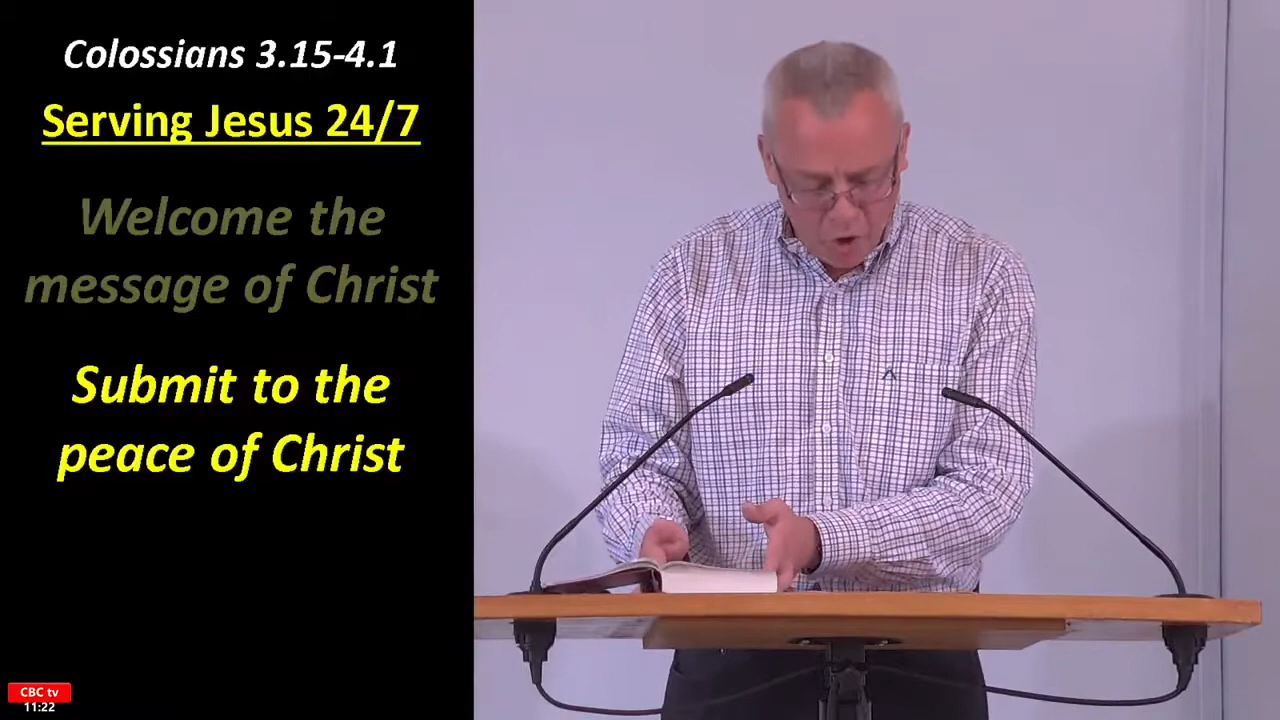 Colossians 3.15-4.1
Serving Jesus 24/7
Welcome the
message of Christ
Submit to the
peace of Christ
CBC tv
11:22